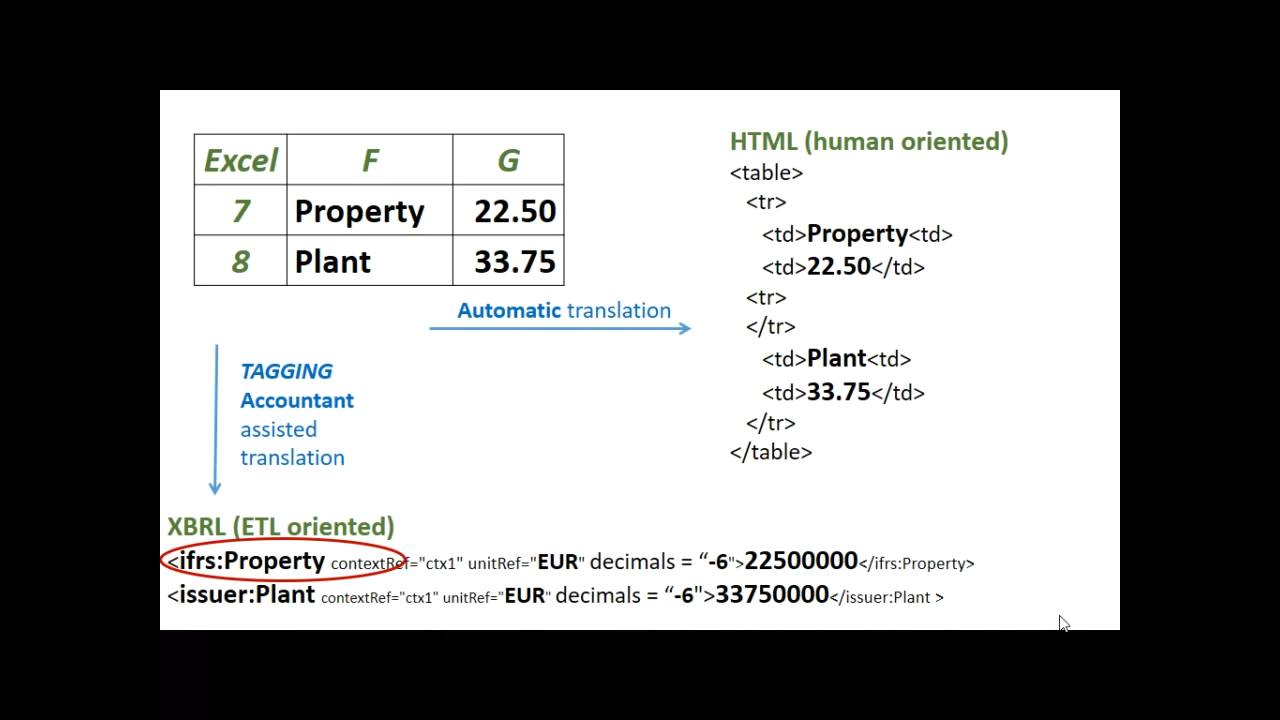 Excel F G
7 Property 22.50
8 Plant 33.75
Automatic translation
TAGGING
Accountant
assisted
translation
HTML (human oriented)
<table>
<tr>
<td>Property<td>
<td>22.50</td>
<tr>
</tr>
<td>Plant<td>
<td>33.75</td>
</tr>
</table>
XBRL (ETL oriented)
<ifrs:Property contextRef="ctx1" unitRef="EUR" decimals = “-6">22500000</ifrs:Property>
<issuer:Plant contextRef="ctx1" unitRef="EUR" decimals = “-6">33750000</issuer:Plant >